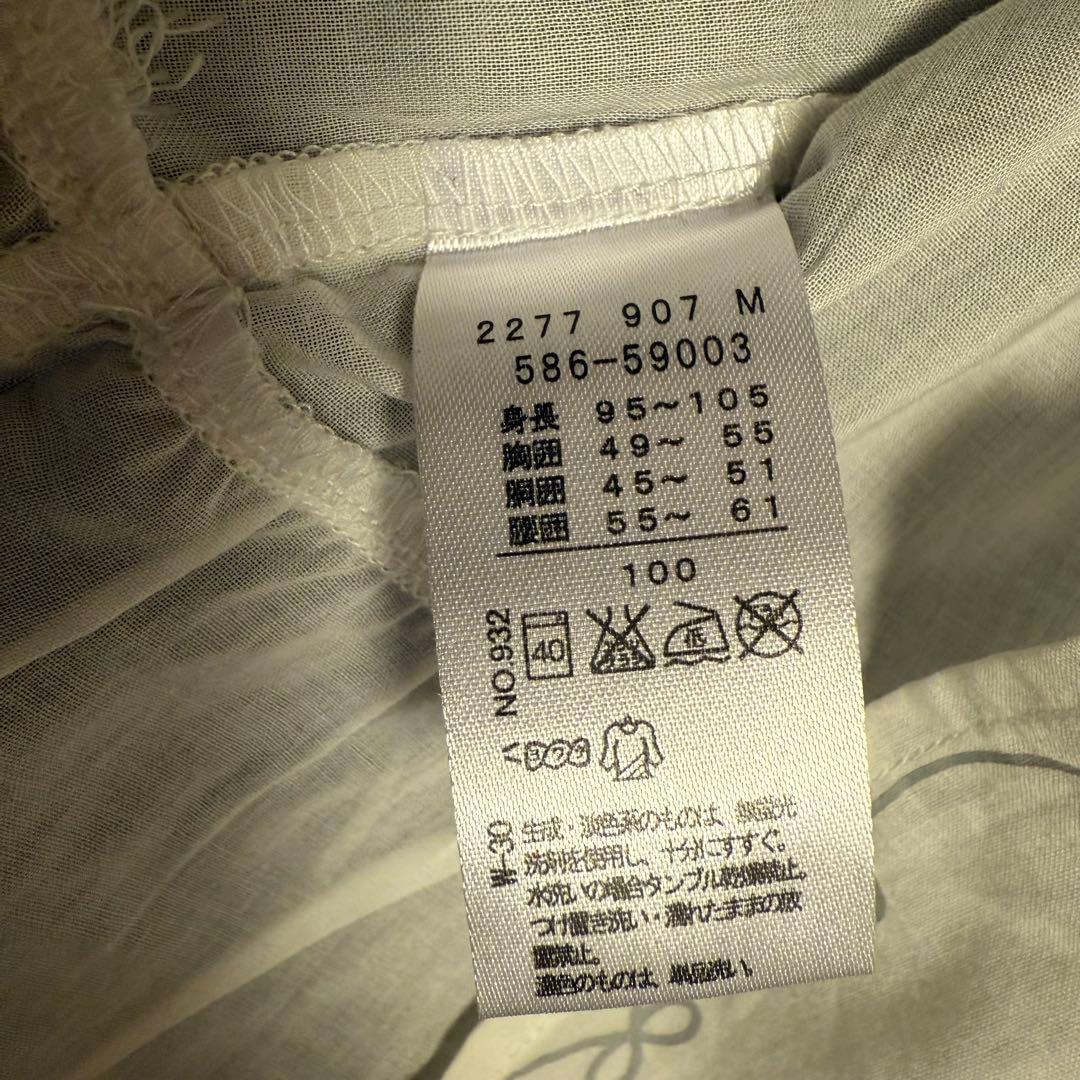 2277 907 M
586-59003
身長 95~105
胸囲 49~ 55
胴囲 45~ 51
腰囲 55~ 61
100
NO.932
40
低
W-30
生成・淡色系のものは、無蛍光
洗剤を使用し、十分にすすぐ。
水洗いの場合タンブル乾燥禁止。
つけ置き洗い・濡れたままの放
置禁止。
濃色のものは、単品洗い。